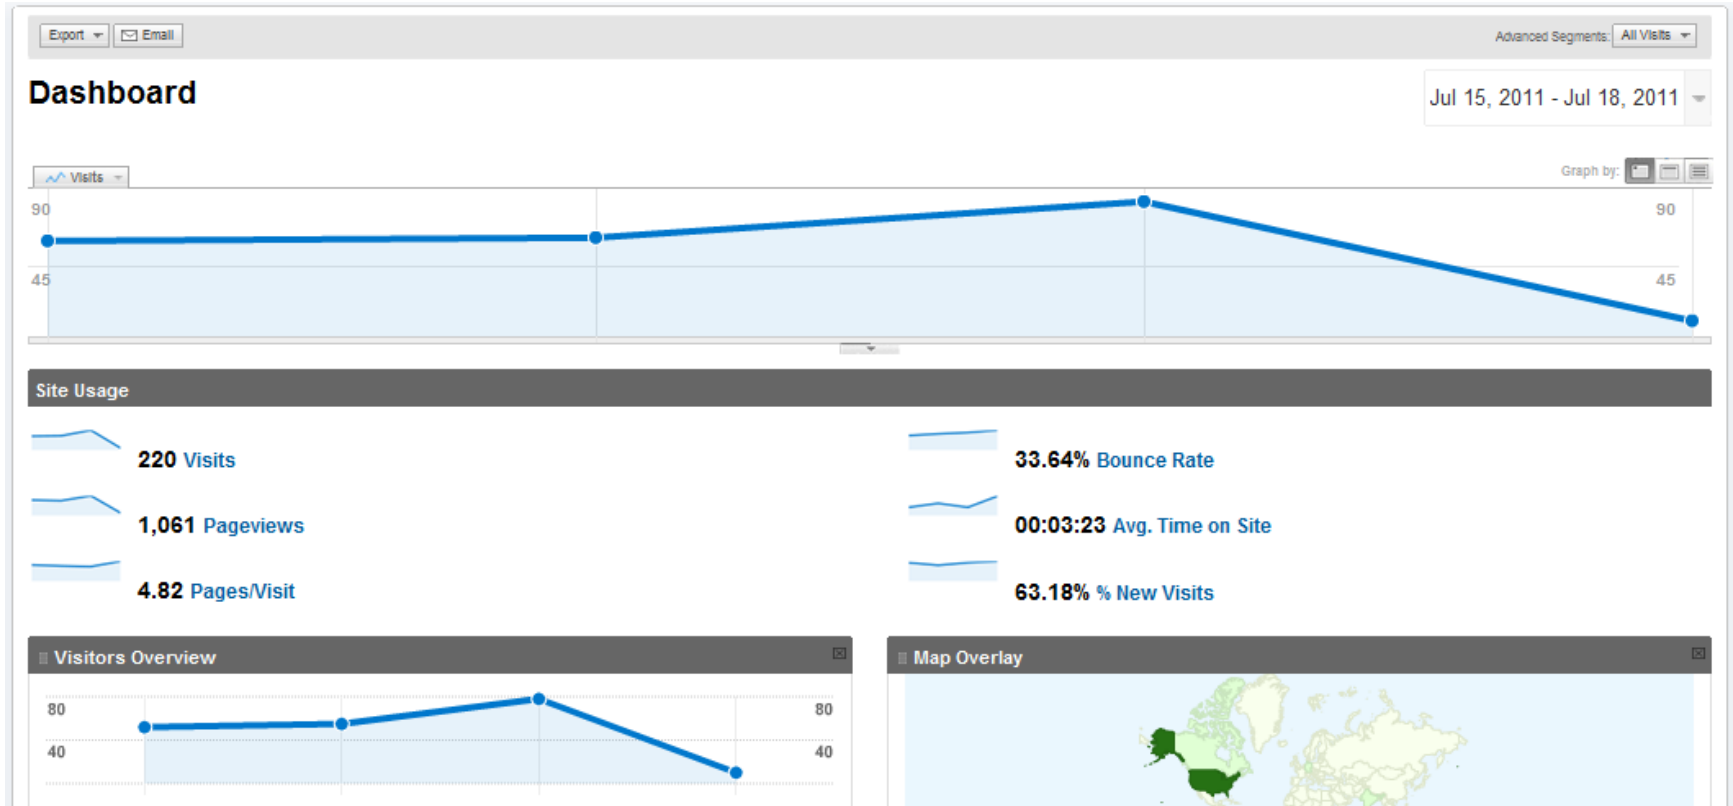 Export Email Advanced Segments: All Visits
Dashboard
Jul 15, 2011 - Jul 18, 2011
Visits Graph by:
90 90
45 45
Site Usage
220 Visits 33.64% Bounce Rate
1,061 Pageviews 00:03:23 Avg. Time on Site
4.82 Pages/Visit 63.18% % New Visits
Visitors Overview Map Overlay
80 80
40 40